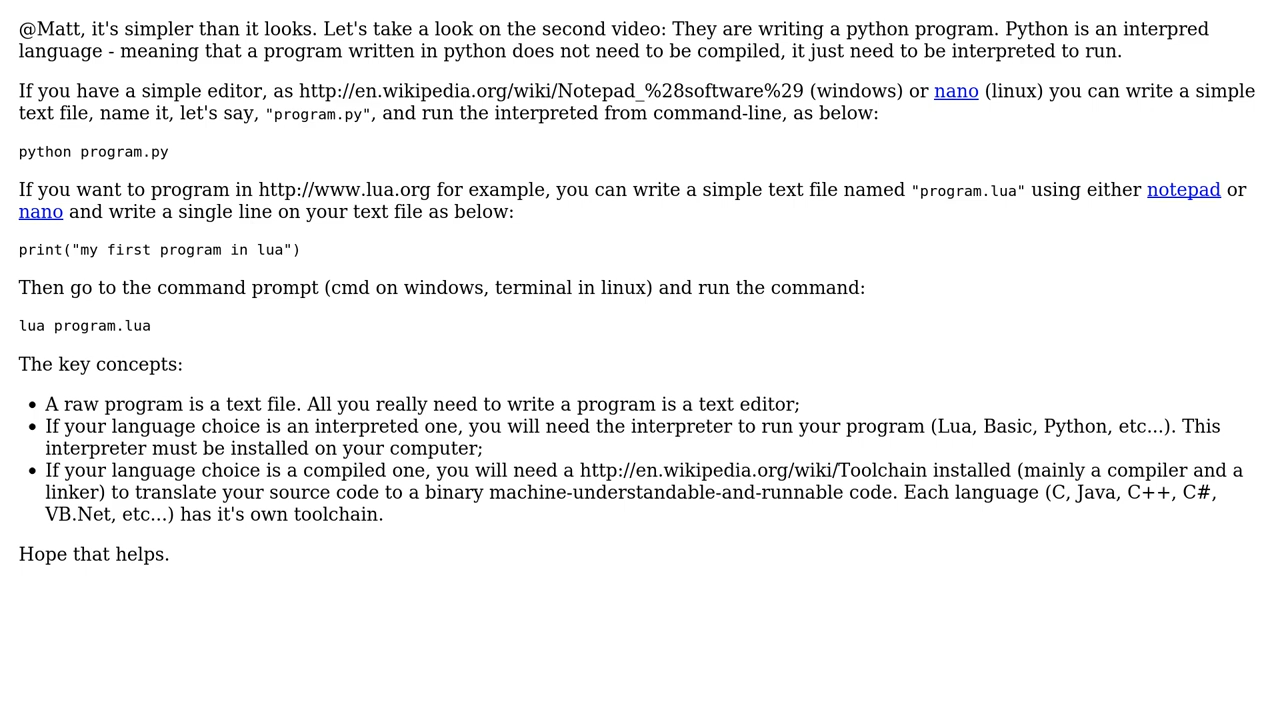 @Matt, it's simpler than it looks. Let's take a look on the second video: They are writing a python program. Python is an interpred
language - meaning that a program written in python does not need to be compiled, it just need to be interpreted to run.
If you have a simple editor, as http://en.wikipedia.org/wiki/Notepad_%28software%29 (windows) or nano (linux) you can write a simple
text file, name it, let's say, "program.py", and run the interpreted from command-line, as below:
python program.py
If you want to program in http://www.lua.org for example, you can write a simple text file named "program.lua" using either notepad or
nano and write a single line on your text file as below:
print("my first program in lua")
Then go to the command prompt (cmd on windows, terminal in linux) and run the command:
lua program.lua
The key concepts:
• A raw program is a text file. All you really need to write a program is a text editor;
• If your language choice is an interpreted one, you will need the interpreter to run your program (Lua, Basic, Python, etc...). This
interpreter must be installed on your computer;
• If your language choice is a compiled one, you will need a http://en.wikipedia.org/wiki/Toolchain installed (mainly a compiler and a
linker) to translate your source code to a binary machine-understandable-and-runnable code. Each language (C, Java, C++, C#,
VB.Net, etc...) has it's own toolchain.
Hope that helps.